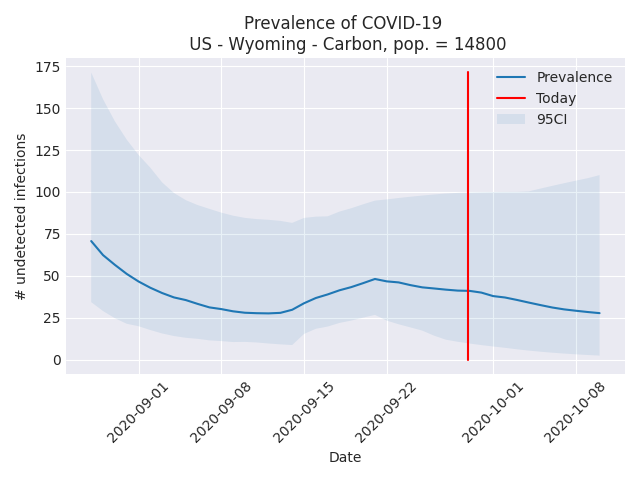 Prevalence of COVID-19
US - Wyoming - Carbon, pop. = 14800
Prevalence
Today
95CI
# undetected infections
175
150
125
100
75
50
25
0
2020-09-01
2020-09-08
2020-09-15
2020-09-22
2020-10-01
2020-10-08
Date